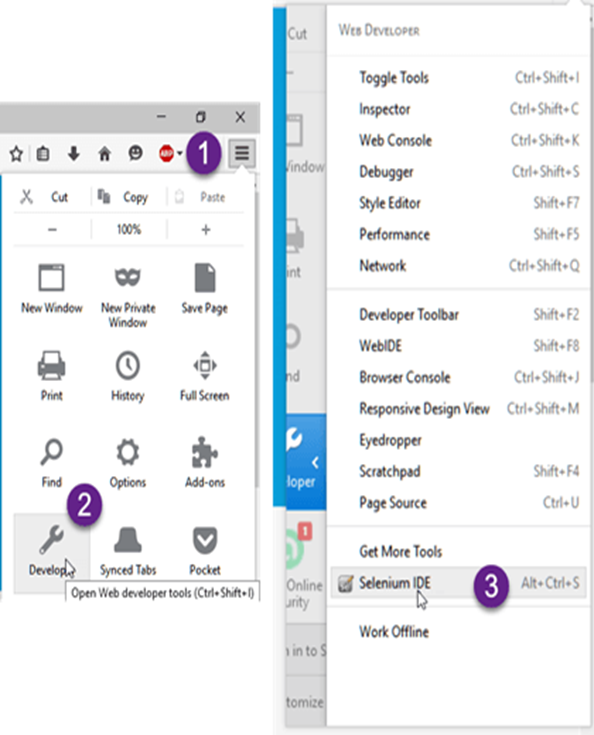 1
Cut Copy Paste
− 100% +
New Window New Private Window Save Page
Print History Full Screen
Find Options Add-ons
2
Develop Synced Tabs Pocket
Open Web developer tools (Ctrl+Shift+I)
Cut
Window
int
nd
loper
1
Online
urity
n in to S
tomize
WEB DEVELOPER
Toggle Tools Ctrl+Shift+I
Inspector Ctrl+Shift+C
Web Console Ctrl+Shift+K
Debugger Ctrl+Shift+S
Style Editor Shift+F7
Performance Shift+F5
Network Ctrl+Shift+Q
Developer Toolbar Shift+F2
WebIDE Shift+F8
Browser Console Ctrl+Shift+J
Responsive Design View Ctrl+Shift+M
Eyedropper
Scratchpad Shift+F4
Page Source Ctrl+U
Get More Tools
Selenium IDE 3 Alt+Ctrl+S
Work Offline